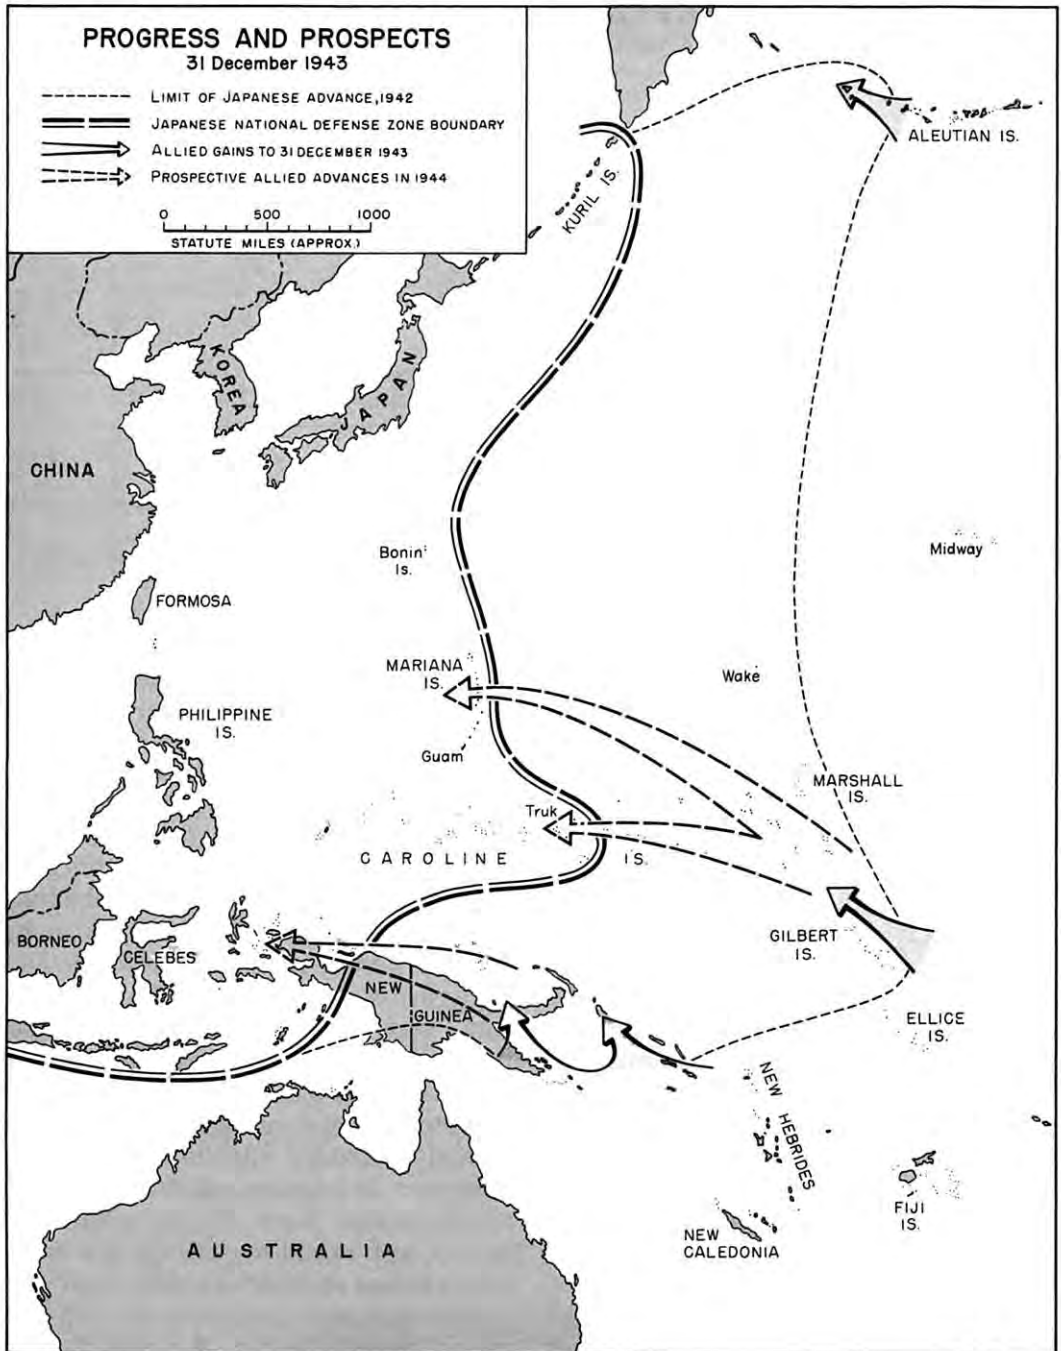 PROGRESS AND PROSPECTS
31 December 1943
LIMIT OF JAPANESE ADVANCE, 1942
JAPANESE NATIONAL DEFENSE ZONE BOUNDARY
ALLIED GAINS TO 31 DECEMBER 1943
PROSPECTIVE ALLIED ADVANCES IN 1944
0 500 1000
STATUTE MILES (APPROX.)
ALEUTIAN IS.
KURIL IS.
KOREA
JAPAN
CHINA
Bonin
Is.
Midway
FORMOSA
MARIANA
IS.
Wake
PHILIPPINE
IS.
Guam
MARSHALL
IS.
Truk
CAROLINE IS.
BORNEO
CELEBES
GILBERT
IS.
NEW
GUINEA
ELLICE
IS.
NEW HEBRIDES
FIJI
IS.
NEW
CALEDONIA
AUSTRALIA